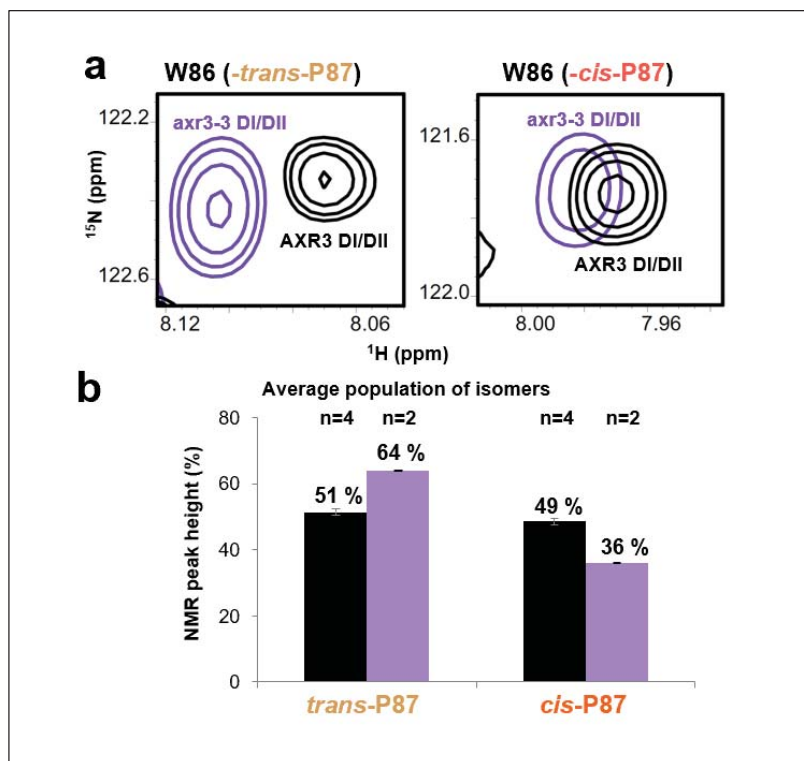 a
W86 (-trans-P87)
W86 (-cis-P87)
122.2
axr3-3 DI/DII
AXR3 DI/DII
122.6
15N (ppm)
8.12
8.06
121.6
axr3-3 DI/DII
AXR3 DI/DII
122.0
8.00
7.96
1H (ppm)
b
Average population of isomers
n=4
n=2
n=4
n=2
80
60
40
20
0
NMR peak height (%)
51 %
64 %
49 %
36 %
trans-P87
cis-P87